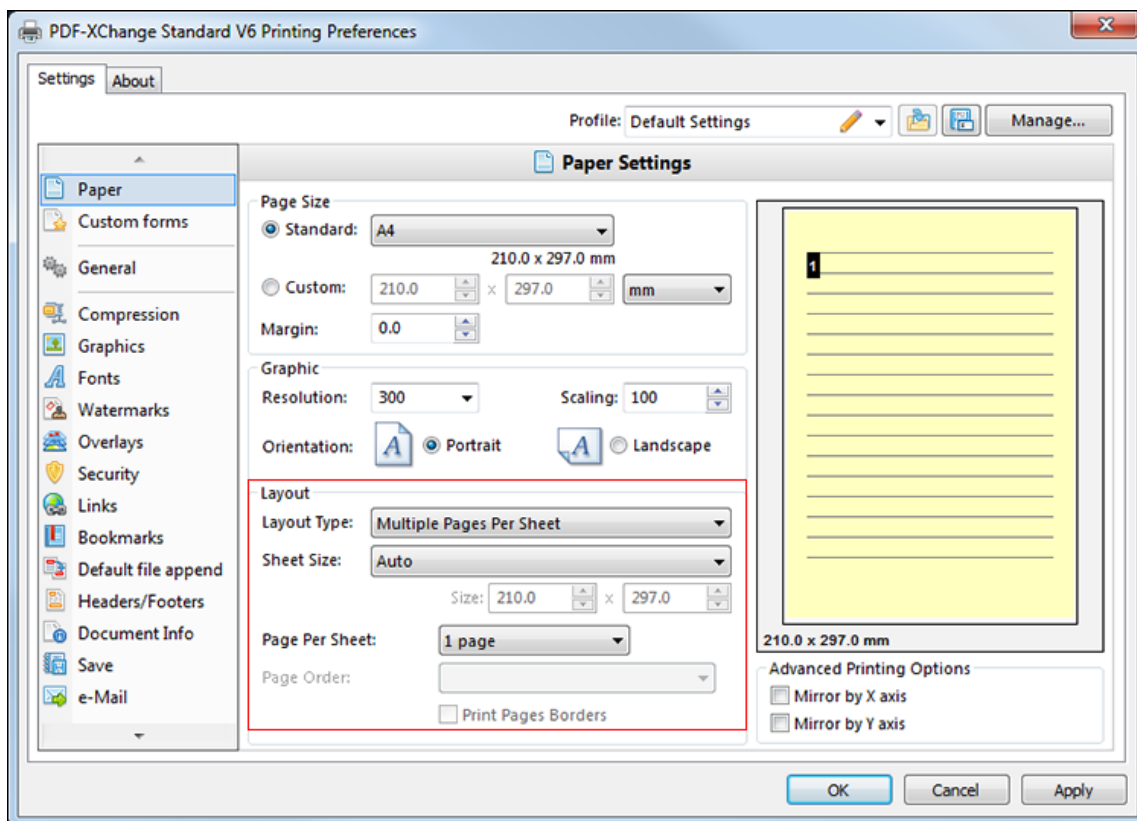 PDF-XChange Standard V6 Printing Preferences
Settings About
Profile: Default Settings Manage...
Paper
Custom forms
General
Compression
Graphics
Fonts
Watermarks
Overlays
Security
Links
Bookmarks
Default file append
Headers/Footers
Document Info
Save
e-Mail
Paper Settings
Page Size
Standard: A4
210.0 x 297.0 mm
Custom: 210.0 x 297.0 mm
Margin: 0.0
Graphic
Resolution: 300 Scaling: 100
Orientation: A Portrait A Landscape
Layout
Layout Type: Multiple Pages Per Sheet
Sheet Size: Auto
Size: 210.0 x 297.0
Page Per Sheet: 1 page
Page Order:
Print Pages Borders
1
210.0 x 297.0 mm
Advanced Printing Options
Mirror by X axis
Mirror by Y axis
OK Cancel Apply